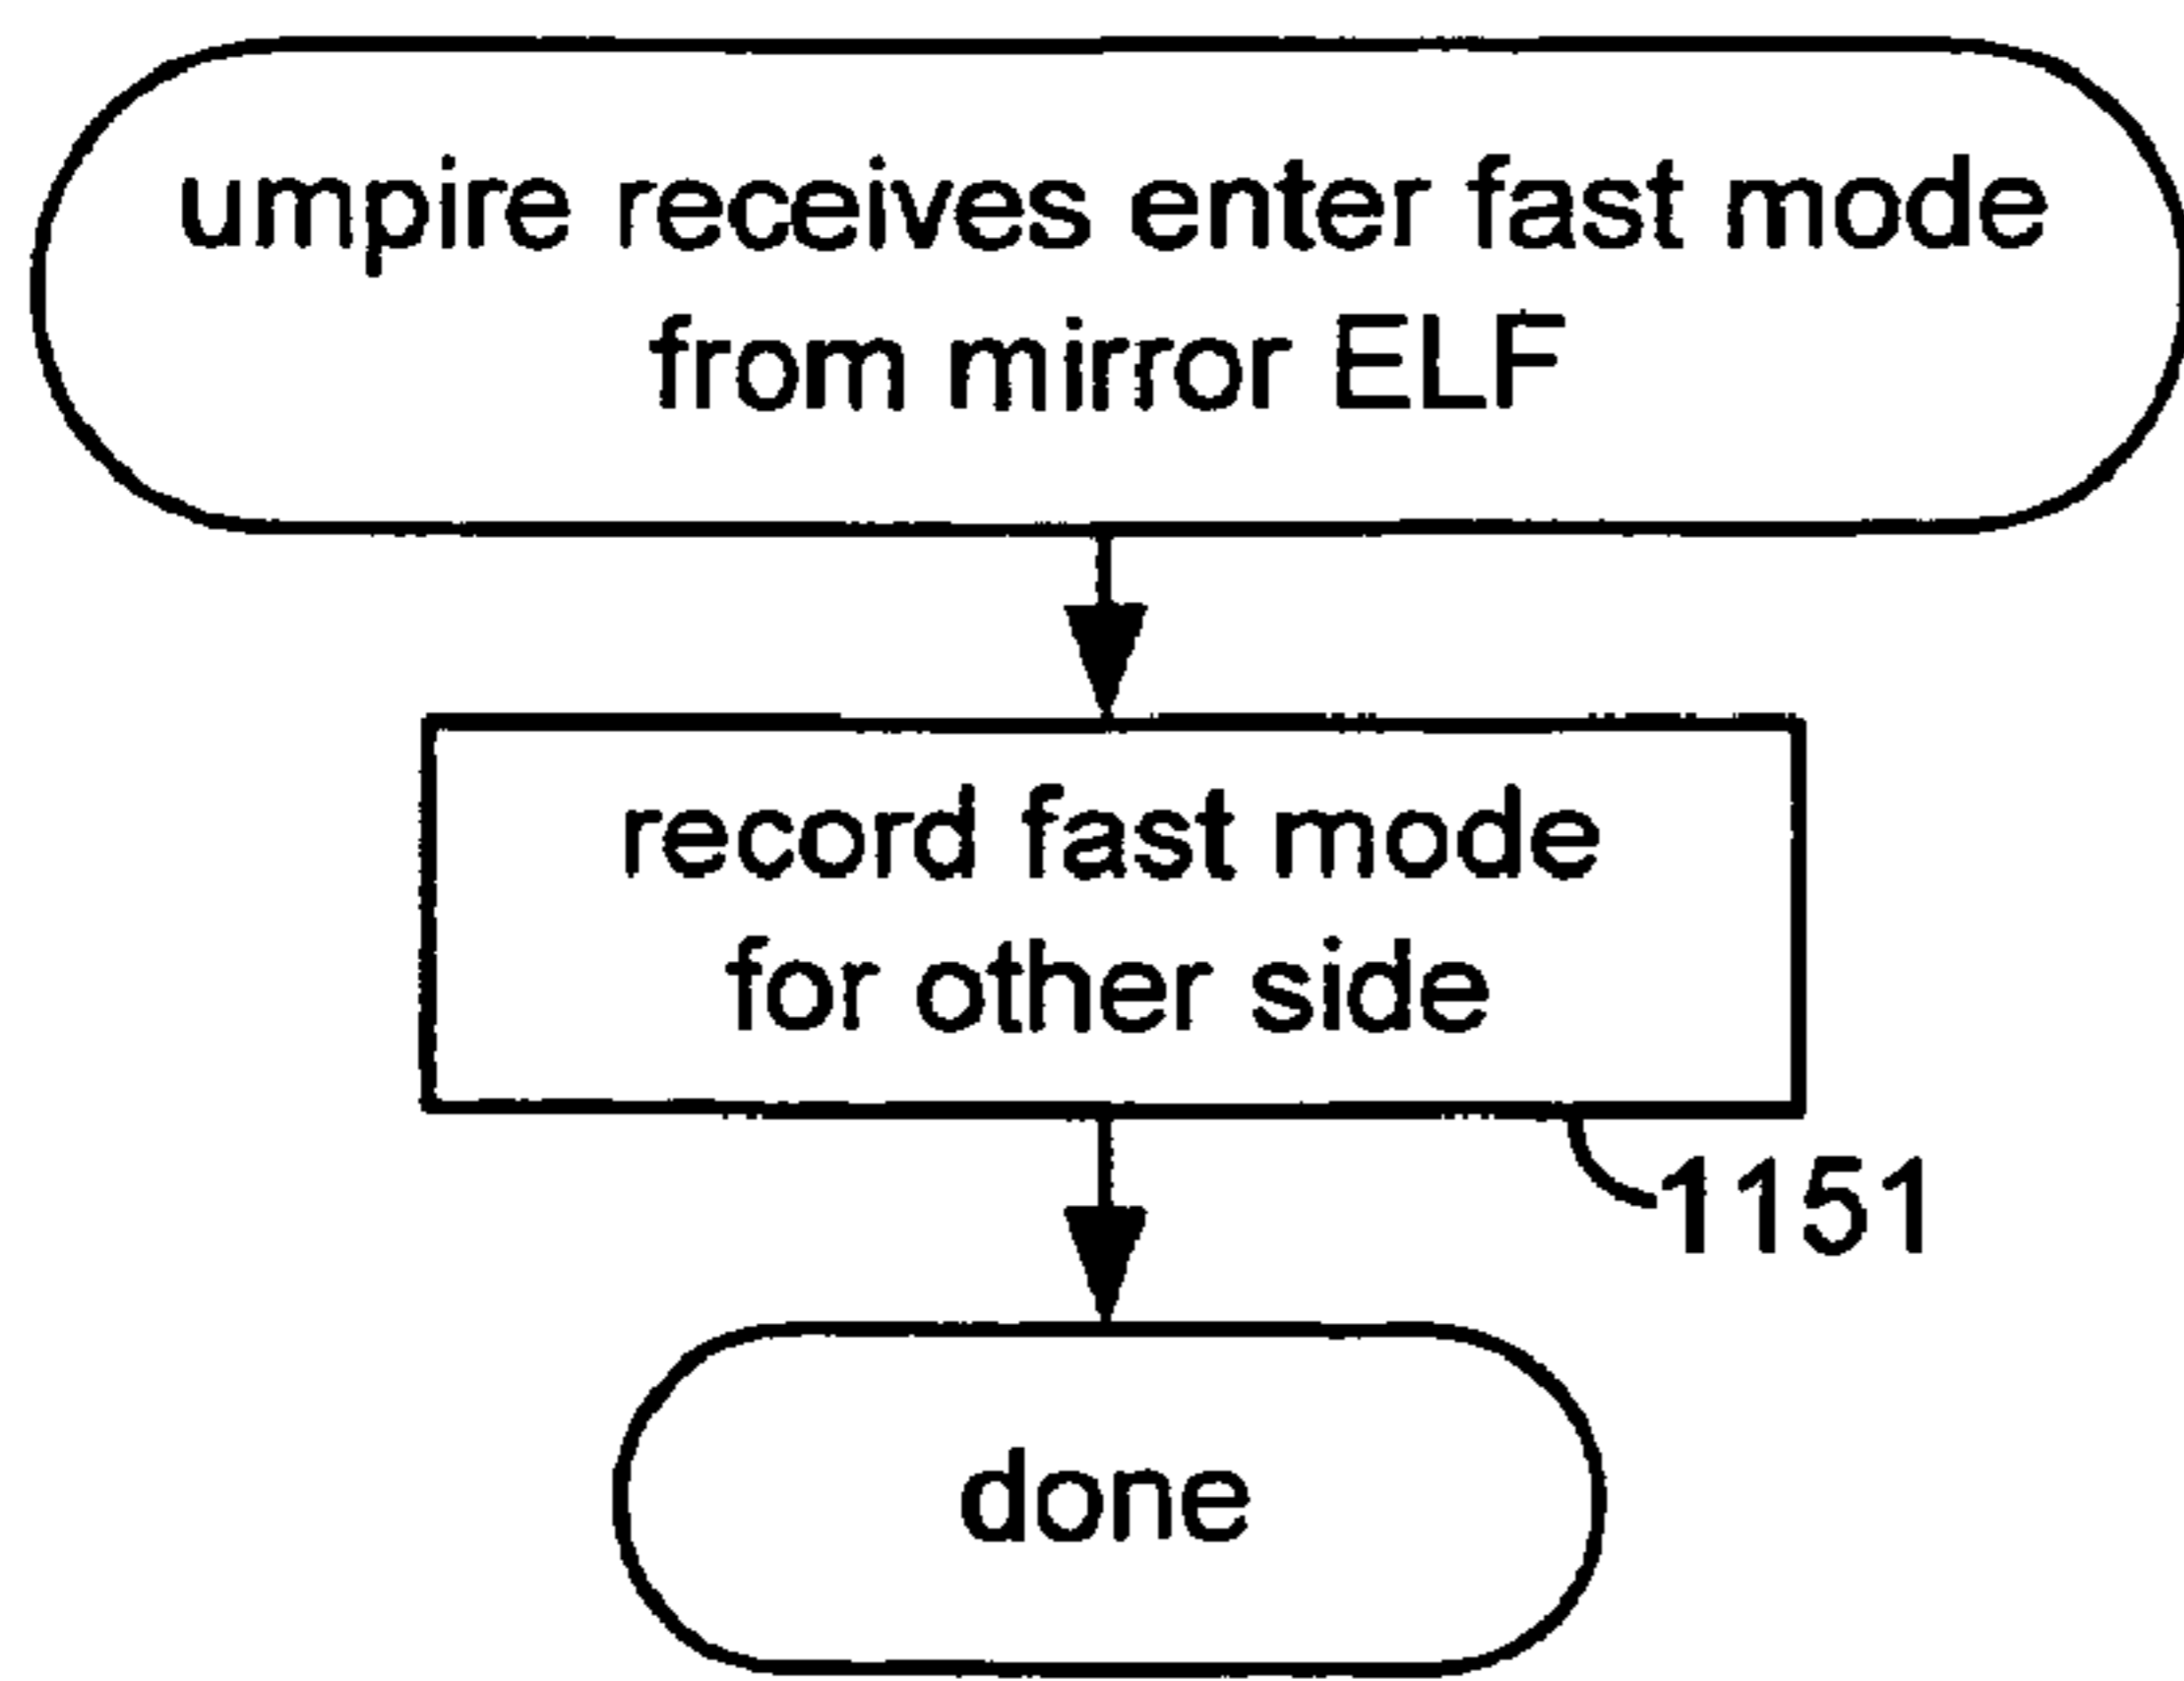 umpire receives enter fast mode
from mirror ELF
record fast mode
for other side
1151
done